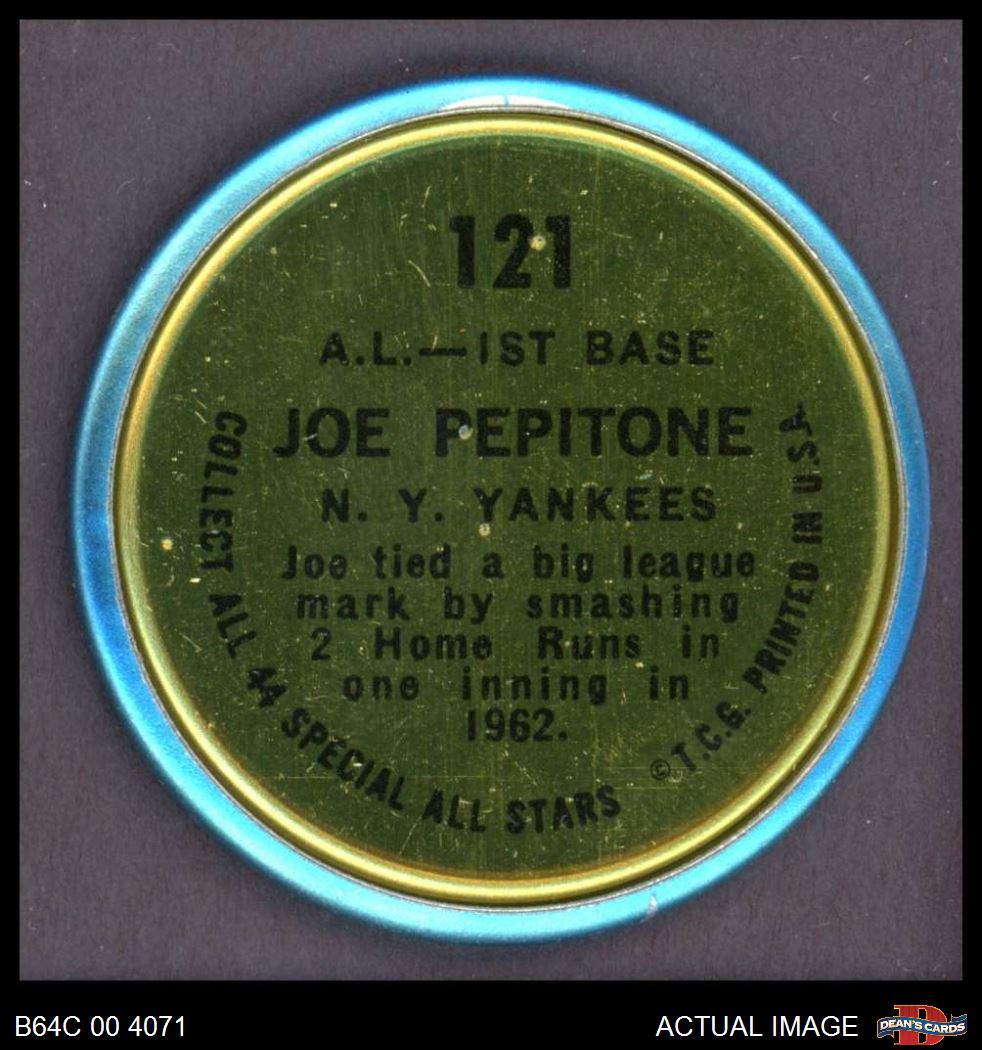 121
A.L.—1ST BASE
JOE PEPITONE
N. Y. YANKEES
Joe tied a big league
mark by smashing
2 Home Runs in
one inning in
1962.
COLLECT ALL 44 SPECIAL ALL STARS
© T.C.G. PRINTED IN U.S.A.
B64C 00 4071
ACTUAL IMAGE
DEAN'S CARDS